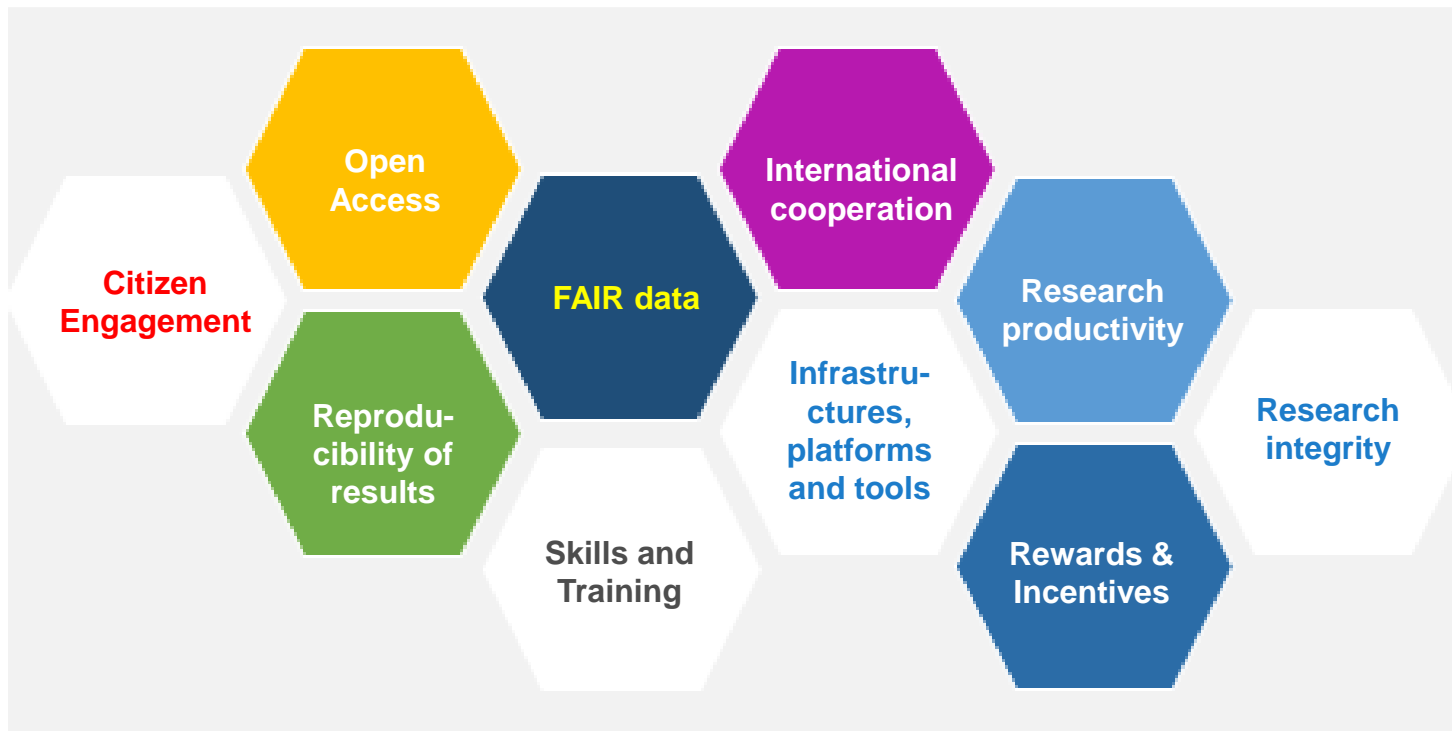 Open
Access
International
cooperation
Citizen
Engagement
FAIR data
Research
productivity
Reprodu-
cibility of
results
Infrastru-
ctures,
platforms
and tools
Research
integrity
Skills and
Training
Rewards &
Incentives